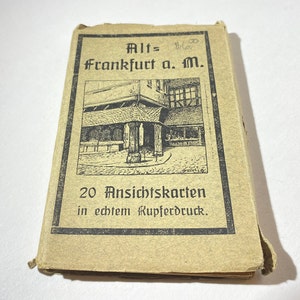 Alt=
Frankfurt a. M.
20 Ansichtskarten
in echtem Kupferdruck.